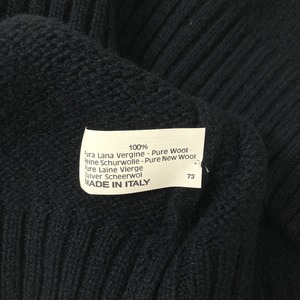 100%
Pura Lana Vergine - Pure Wool
Reine Schurwolle - Pure New Wool
Pure Laine Vierge
Zuiver Scheerwol
MADE IN ITALY 73